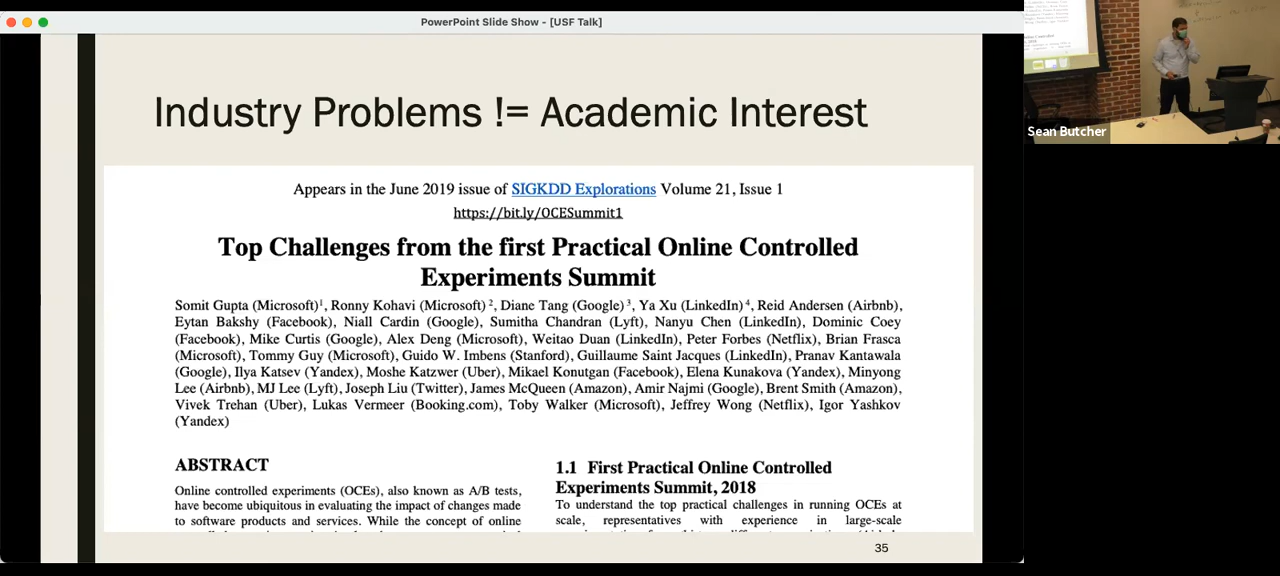 PowerPoint Slide Show - [USF Talk]
Industry Problems != Academic Interest
Appears in the June 2019 issue of SIGKDD Explorations Volume 21, Issue 1
https://bit.ly/OCESummit1
Top Challenges from the first Practical Online Controlled
Experiments Summit
Somit Gupta (Microsoft)1, Ronny Kohavi (Microsoft) 2, Diane Tang (Google) 3, Ya Xu (LinkedIn) 4, Reid Andersen (Airbnb),
Eytan Bakshy (Facebook), Niall Cardin (Google), Sumitha Chandran (Lyft), Nanyu Chen (LinkedIn), Dominic Coey
(Facebook), Mike Curtis (Google), Alex Deng (Microsoft), Weitao Duan (LinkedIn), Peter Forbes (Netflix), Brian Frasca
(Microsoft), Tommy Guy (Microsoft), Guido W. Imbens (Stanford), Guillaume Saint Jacques (LinkedIn), Pranav Kantawala
(Google), Ilya Katsev (Yandex), Moshe Katzwer (Uber), Mikael Konutgan (Facebook), Elena Kunakova (Yandex), Minyong
Lee (Airbnb), MJ Lee (Lyft), Joseph Liu (Twitter), James McQueen (Amazon), Amir Najmi (Google), Brent Smith (Amazon),
Vivek Trehan (Uber), Lukas Vermeer (Booking.com), Toby Walker (Microsoft), Jeffrey Wong (Netflix), Igor Yashkov
(Yandex)
ABSTRACT
Online controlled experiments (OCEs), also known as A/B tests,
have become ubiquitous in evaluating the impact of changes made
to software products and services. While the concept of online
1.1 First Practical Online Controlled
Experiments Summit, 2018
To understand the top practical challenges in running OCEs at
scale, representatives with experience in large-scale
35
Sean Butcher